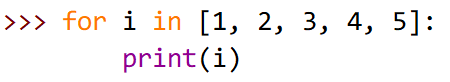 >>> for i in [1, 2, 3, 4, 5]:
        print(i)